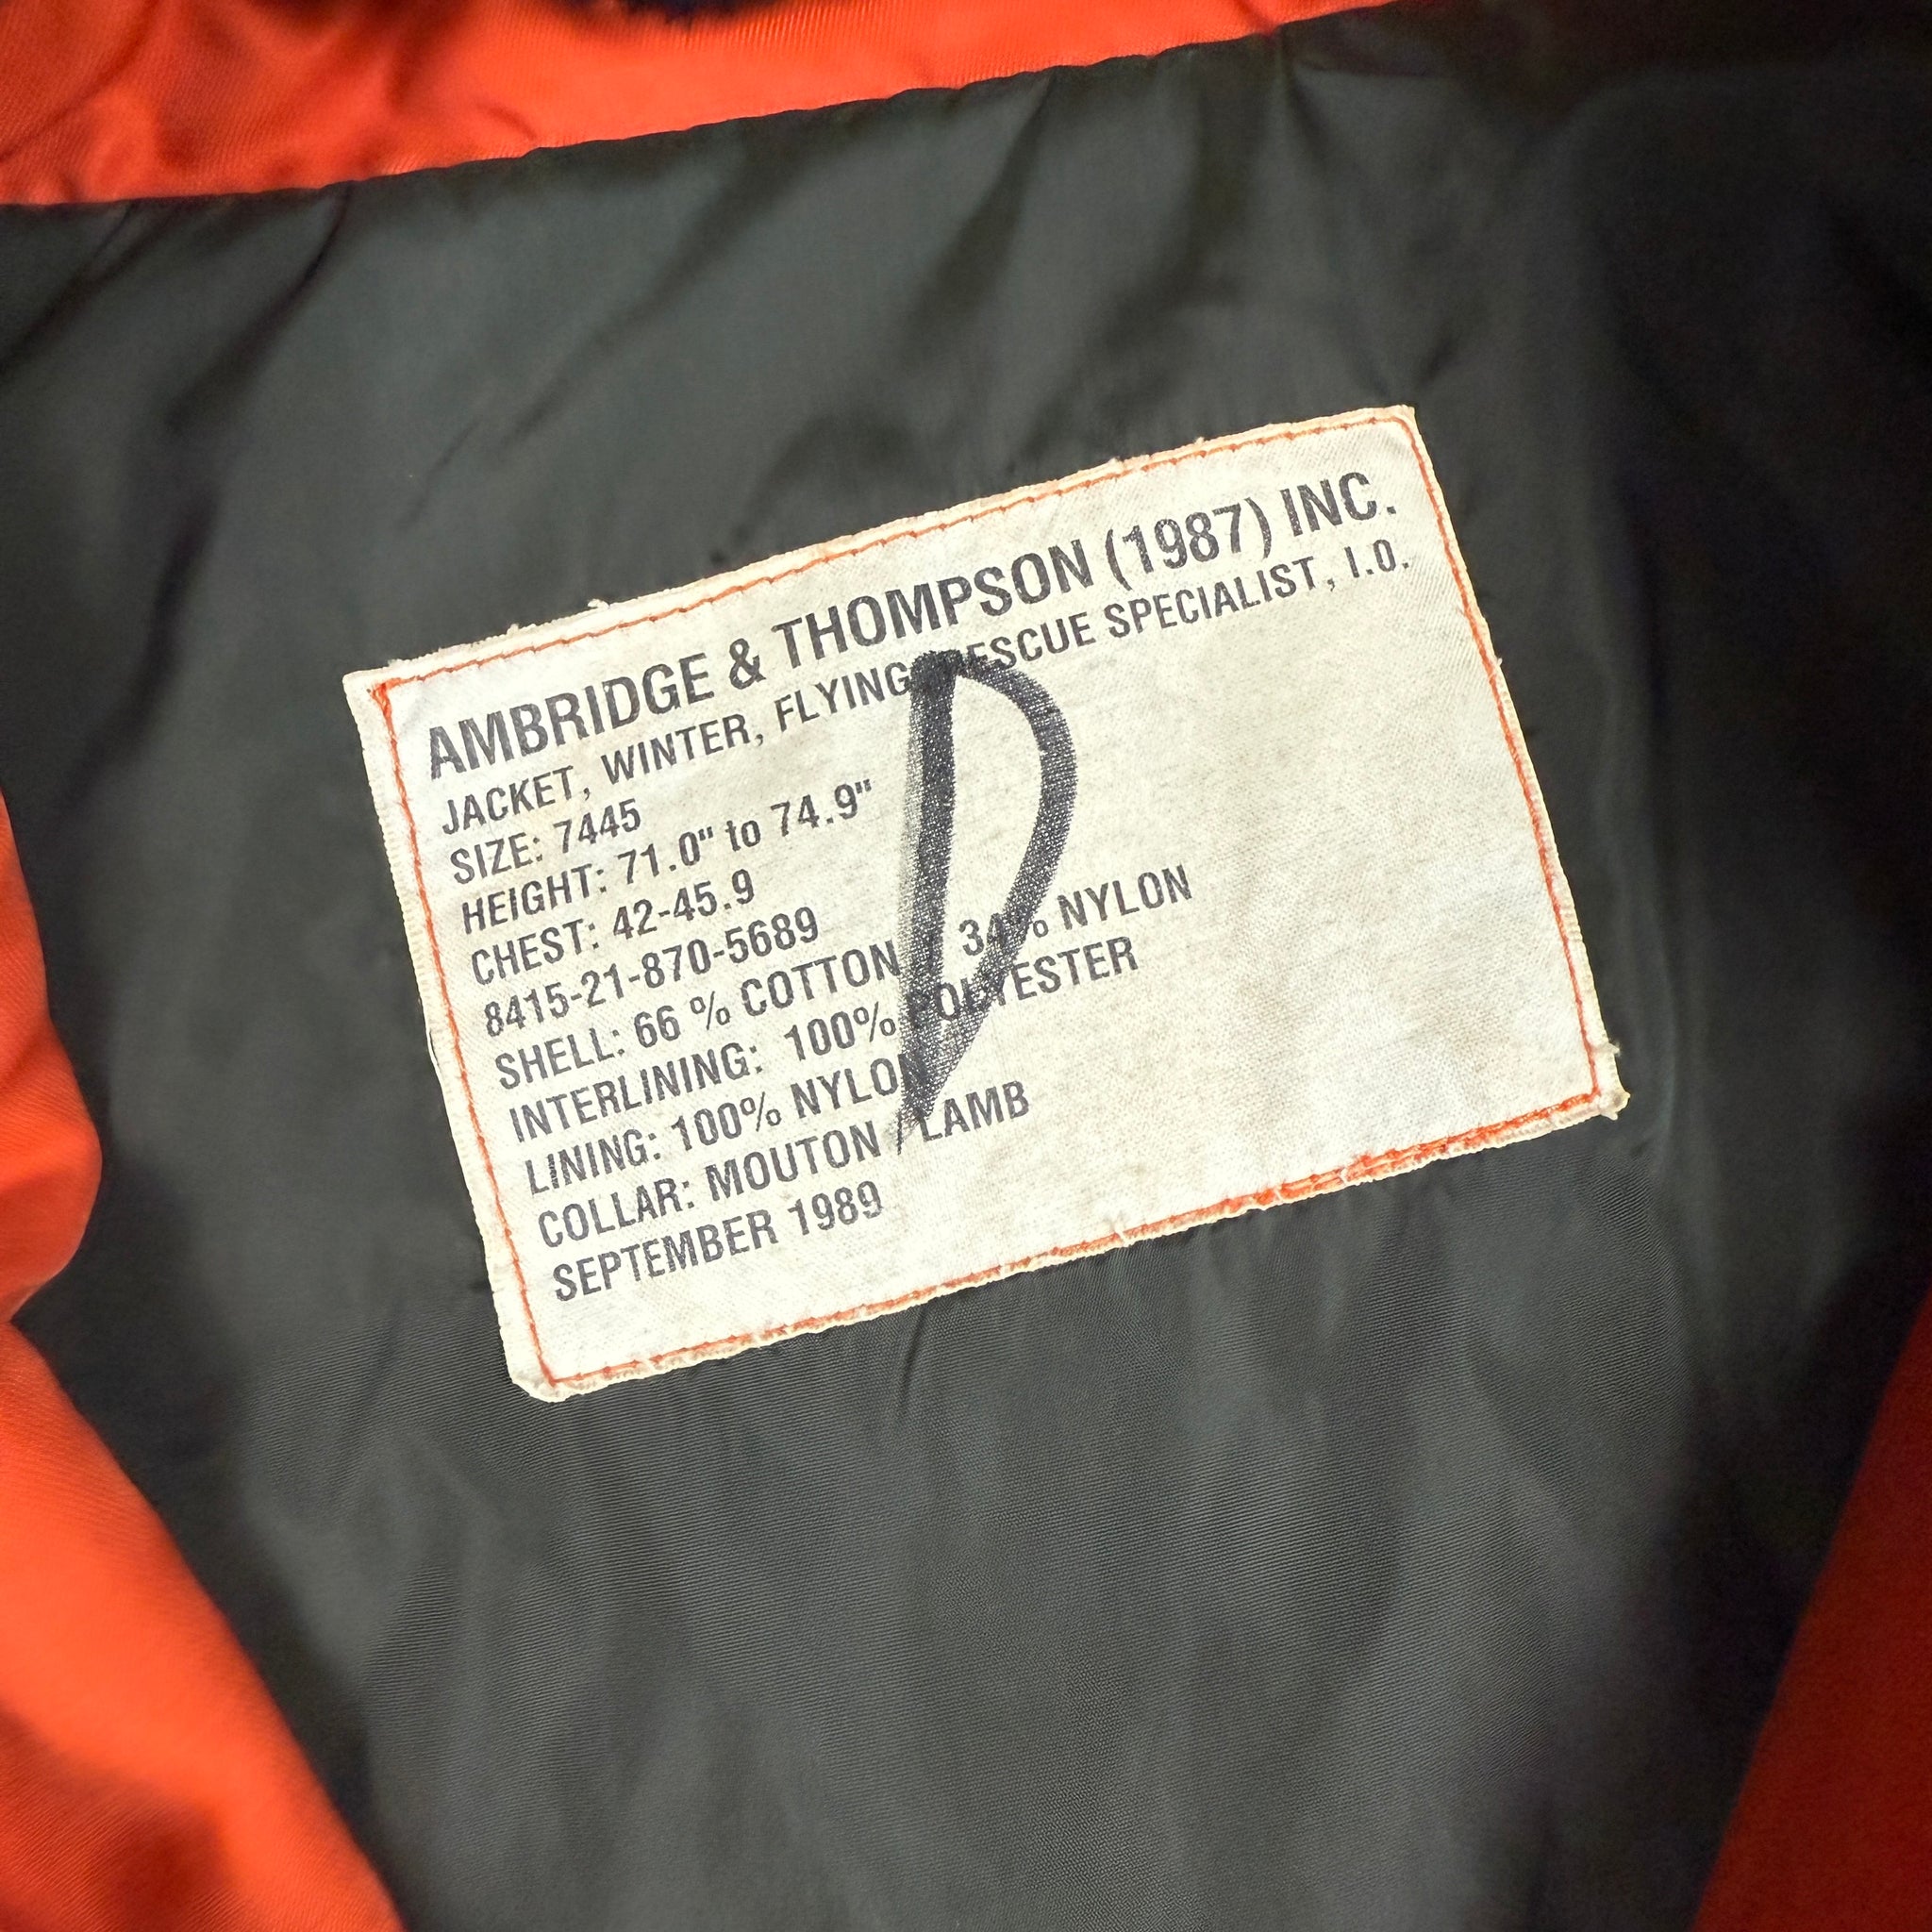 AMBRIDGE & THOMPSON (1987) INC.
JACKET, WINTER, FLYING RESCUE SPECIALIST, I.O.
SIZE: 7445
HEIGHT: 71.0" to 74.9"
CHEST: 42-45.9
8415-21-870-5689
SHELL: 66 % COTTON / 34% NYLON
INTERLINING: 100% POLYESTER
LINING: 100% NYLON
COLLAR: MOUTON / LAMB
SEPTEMBER 1989
D